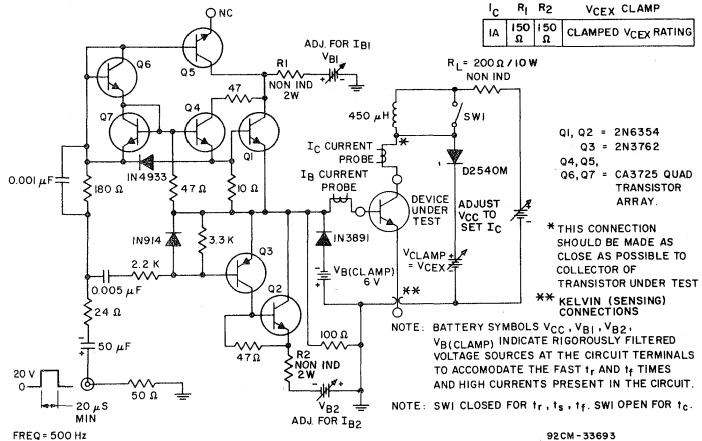 IC R1 R2 VCEX CLAMP
1A 150 Ω 150 Ω CLAMPED VCEX RATING
NC
Q6
Q5
ADJ. FOR IB1
VB1
R1
NON IND
2W
47
Q7
Q4
Q1
1N4933
0.001 µF
180 Ω
47 Ω
10 Ω
RL = 200 Ω / 10 W
NON IND
450 µH
SW1
IC CURRENT
PROBE
*
IB CURRENT
PROBE
D2540M
DEVICE
UNDER
TEST
ADJUST
VCC TO
SET IC
Q1, Q2 = 2N6354
Q3 = 2N3762
Q4, Q5,
Q6, Q7 = CA3725 QUAD
TRANSISTOR
ARRAY.
* THIS CONNECTION
SHOULD BE MADE AS
CLOSE AS POSSIBLE TO
COLLECTOR OF
TRANSISTOR UNDER TEST
** KELVIN (SENSING)
CONNECTIONS
1N914
3.3 K
Q3
1N3891
VCLAMP
= VCEX
2.2 K
0.005 µF
VB(CLAMP)
6 V
**
Q2
24 Ω
47 Ω
R2
NON IND
2W
100 Ω
50 µF
VB2
ADJ. FOR IB2
20 V
0
20 µS
MIN
50 Ω
FREQ = 500 Hz
NOTE: BATTERY SYMBOLS VCC, VB1, VB2,
VB(CLAMP) INDICATE RIGOROUSLY FILTERED
VOLTAGE SOURCES AT THE CIRCUIT TERMINALS
TO ACCOMODATE THE FAST tr AND tf TIMES
AND HIGH CURRENTS PRESENT IN THE CIRCUIT.
NOTE: SW1 CLOSED FOR tr, ts, tf. SW1 OPEN FOR tc.
92CM-33693